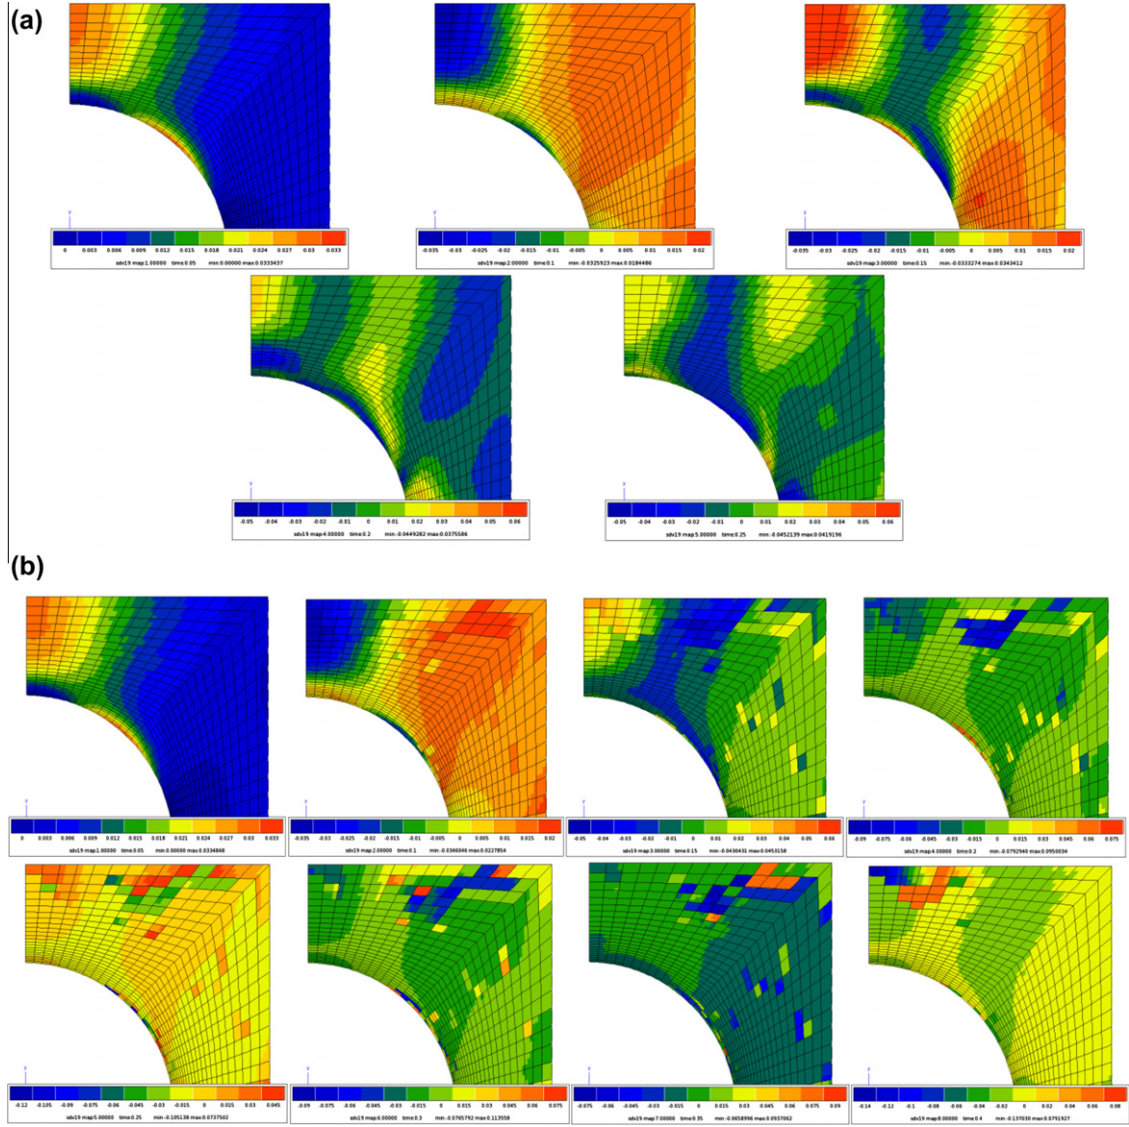 (a)
0 0.003 0.006 0.009 0.012 0.015 0.018 0.021 0.024 0.027 0.03 0.033
sdv19 map:1.00000 time:0.05 min:0.00000 max:0.0333437
-0.035 -0.03 -0.025 -0.02 -0.015 -0.01 -0.005 0 0.005 0.01 0.015 0.02
sdv19 map:2.00000 time:0.1 min:-0.0325923 max:0.0184486
-0.035 -0.03 -0.025 -0.02 -0.015 -0.01 -0.005 0 0.005 0.01 0.015 0.02
sdv19 map:3.00000 time:0.15 min:-0.0333274 max:0.0343412
-0.05 -0.04 -0.03 -0.02 -0.01 0 0.01 0.02 0.03 0.04 0.05 0.06
sdv19 map:4.00000 time:0.2 min:-0.0449282 max:0.0375586
-0.05 -0.04 -0.03 -0.02 -0.01 0 0.01 0.02 0.03 0.04 0.05 0.06
sdv19 map:5.00000 time:0.25 min:-0.0452139 max:0.0419196
(b)
0 0.003 0.006 0.009 0.012 0.015 0.018 0.021 0.024 0.027 0.03 0.033
sdv19 map:1.00000 time:0.05 min:0.00000 max:0.0334848
-0.035 -0.03 -0.025 -0.02 -0.015 -0.01 -0.005 0 0.005 0.01 0.015 0.02
sdv19 map:2.00000 time:0.1 min:-0.0346046 max:0.0227854
-0.05 -0.04 -0.03 -0.02 -0.01 0 0.01 0.02 0.03 0.04 0.05 0.06
sdv19 map:3.00000 time:0.15 min:-0.0430431 max:0.0453158
-0.09 -0.075 -0.06 -0.045 -0.03 -0.015 0 0.015 0.03 0.045 0.06 0.075
sdv19 map:4.00000 time:0.2 min:-0.0792940 max:0.0950034
-0.12 -0.105 -0.09 -0.075 -0.06 -0.045 -0.03 -0.015 0 0.015 0.03 0.045
sdv19 map:5.00000 time:0.25 min:-0.105138 max:0.0737502
-0.09 -0.075 -0.06 -0.045 -0.03 -0.015 0 0.015 0.03 0.045 0.06 0.075
sdv19 map:6.00000 time:0.3 min:-0.0765792 max:0.113558
-0.075 -0.06 -0.045 -0.03 -0.015 0 0.015 0.03 0.045 0.06 0.075 0.09
sdv19 map:7.00000 time:0.35 min:-0.0658996 max:0.0937062
-0.14 -0.12 -0.1 -0.08 -0.06 -0.04 -0.02 0 0.02 0.04 0.06 0.08
sdv19 map:8.00000 time:0.4 min:-0.137030 max:0.0791927